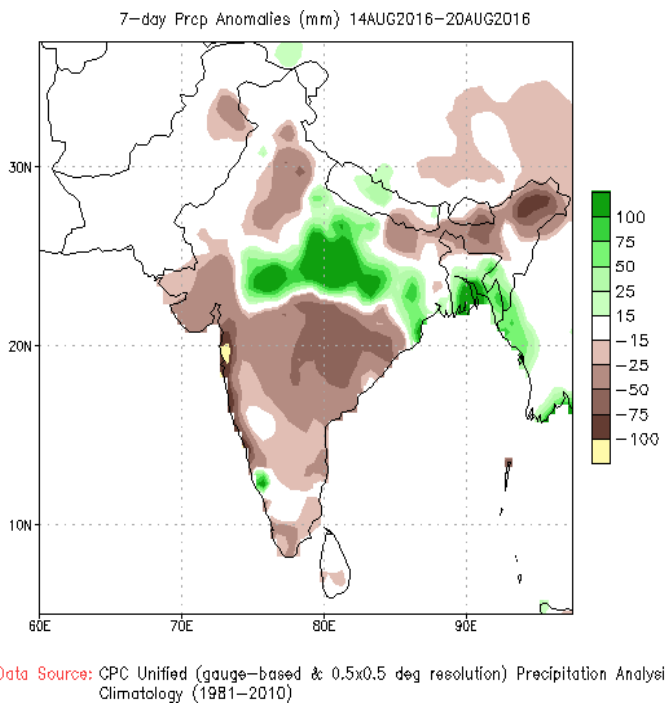 7-day Prcp Anomalies (mm) 14AUG2016-20AUG2016
30N
20N
10N
60E 70E 80E 90E
100
75
50
25
15
-15
-25
-50
-75
-100
Data Source: CPC Unified (gauge-based & 0.5x0.5 deg resolution) Precipitation Analysi
Climatology (1981-2010)